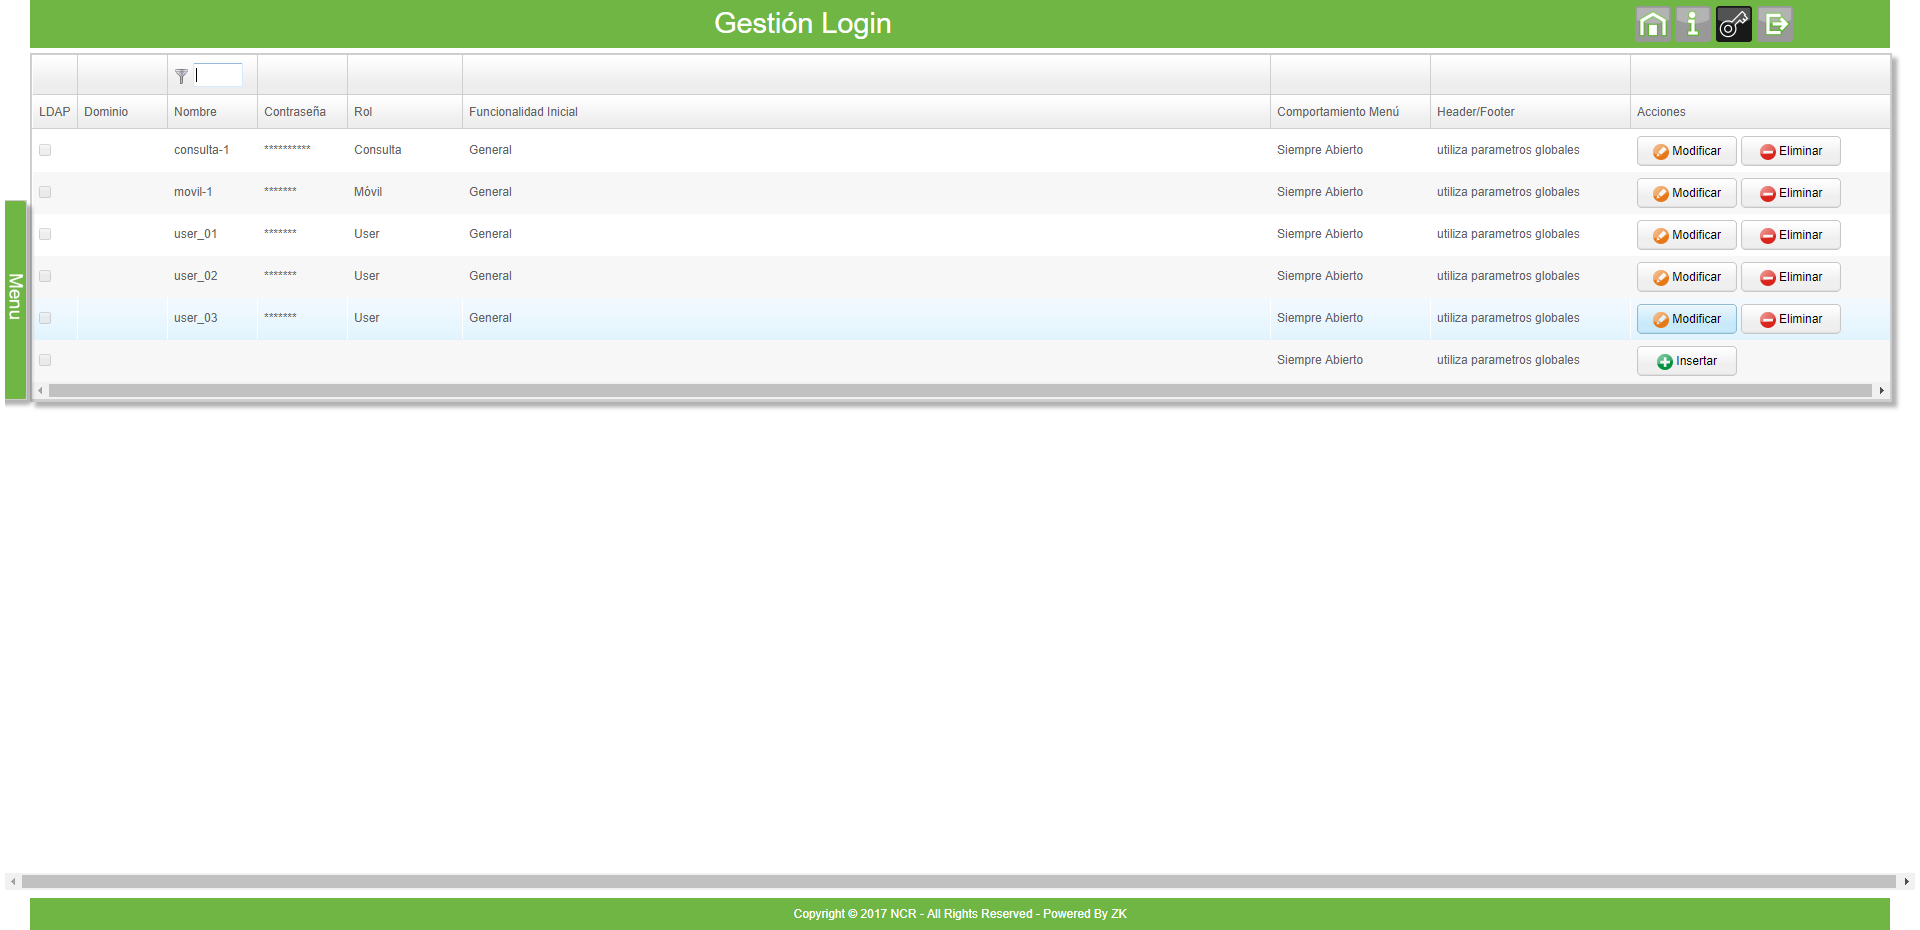 Gestión Login
LDAP Dominio Nombre Contraseña Rol Funcionalidad Inicial Comportamiento Menú Header/Footer Acciones
consulta-1 ********** Consulta General Siempre Abierto utiliza parametros globales Modificar Eliminar
movil-1 ******* Móvil General Siempre Abierto utiliza parametros globales Modificar Eliminar
user_01 ******* User General Siempre Abierto utiliza parametros globales Modificar Eliminar
user_02 ******* User General Siempre Abierto utiliza parametros globales Modificar Eliminar
Menu
user_03 ******* User General Siempre Abierto utiliza parametros globales Modificar Eliminar
Siempre Abierto utiliza parametros globales Insertar
Copyright © 2017 NCR - All Rights Reserved - Powered By ZK